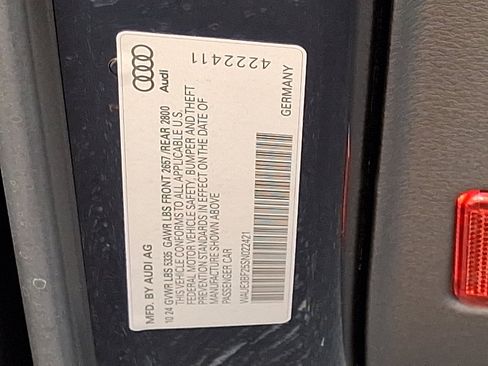 MFD. BY AUDI AG
10.24 GVWR LBS 5335 GAWR LBS FRONT 2657 /REAR 2800
THIS VEHICLE CONFORMS TO ALL APPLICABLE U.S.
FEDERAL MOTOR VEHICLE SAFETY, BUMPER AND THEFT
PREVENTION STANDARDS IN EFFECT ON THE DATE OF
MANUFACTURE SHOWN ABOVE
PASSENGER CAR
WAUE3BF25SN022421
Audi
4222411
GERMANY